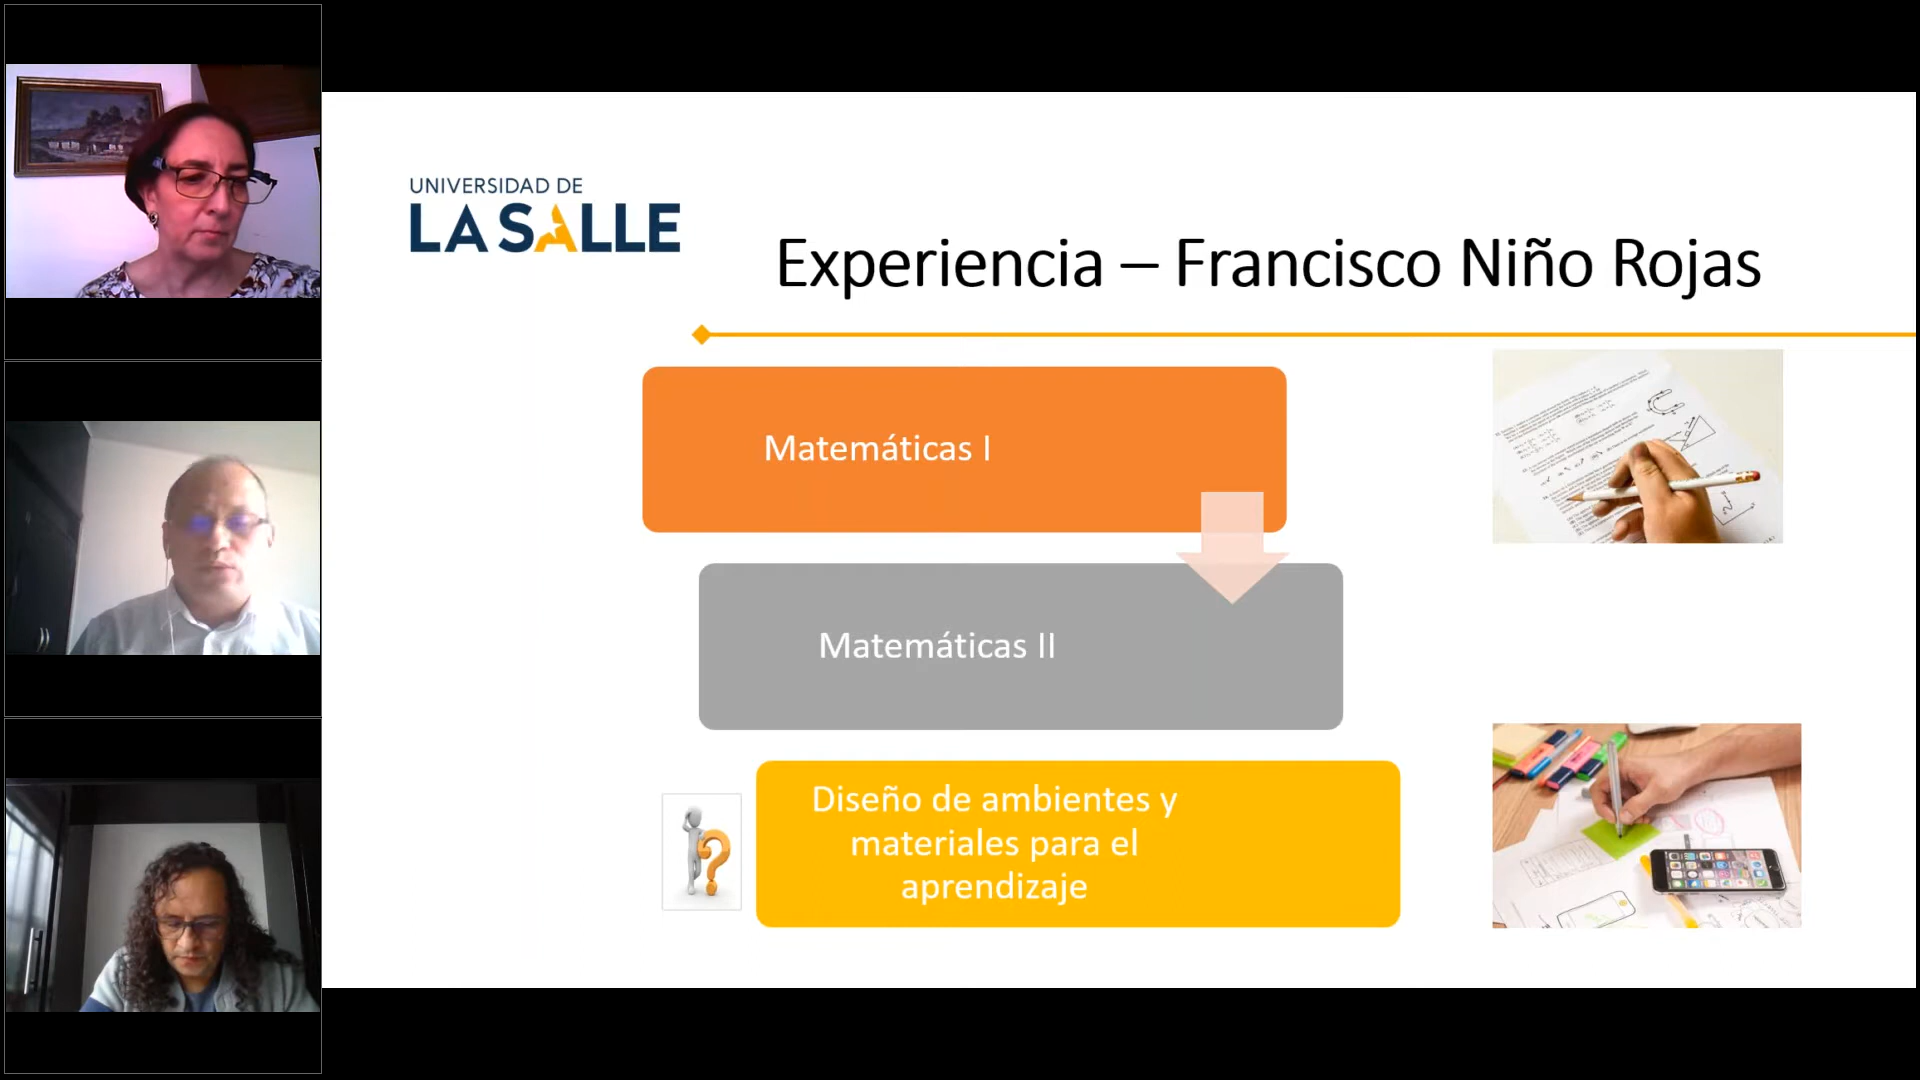 UNIVERSIDAD DE
LA SALLE
Experiencia – Francisco Niño Rojas
Matemáticas I
Matemáticas II
Diseño de ambientes y
materiales para el
aprendizaje
?